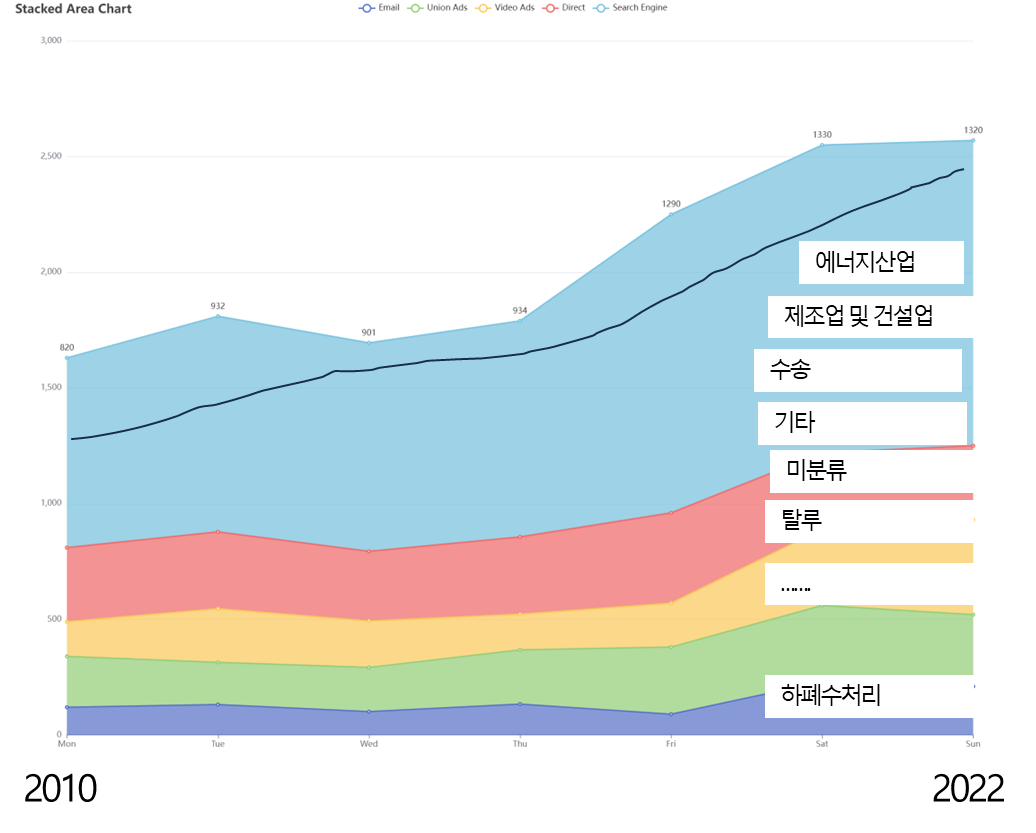 Stacked Area Chart
Email Union Ads Video Ads Direct Search Engine
3,000
2,500
2,000
1,500
1,000
500
0
820
932
901
934
1290
1330
1320
에너지산업
제조업 및 건설업
수송
기타
미분류
탈루
......
하폐수처리
Mon Tue Wed Thu Fri Sat Sun
2010 2022